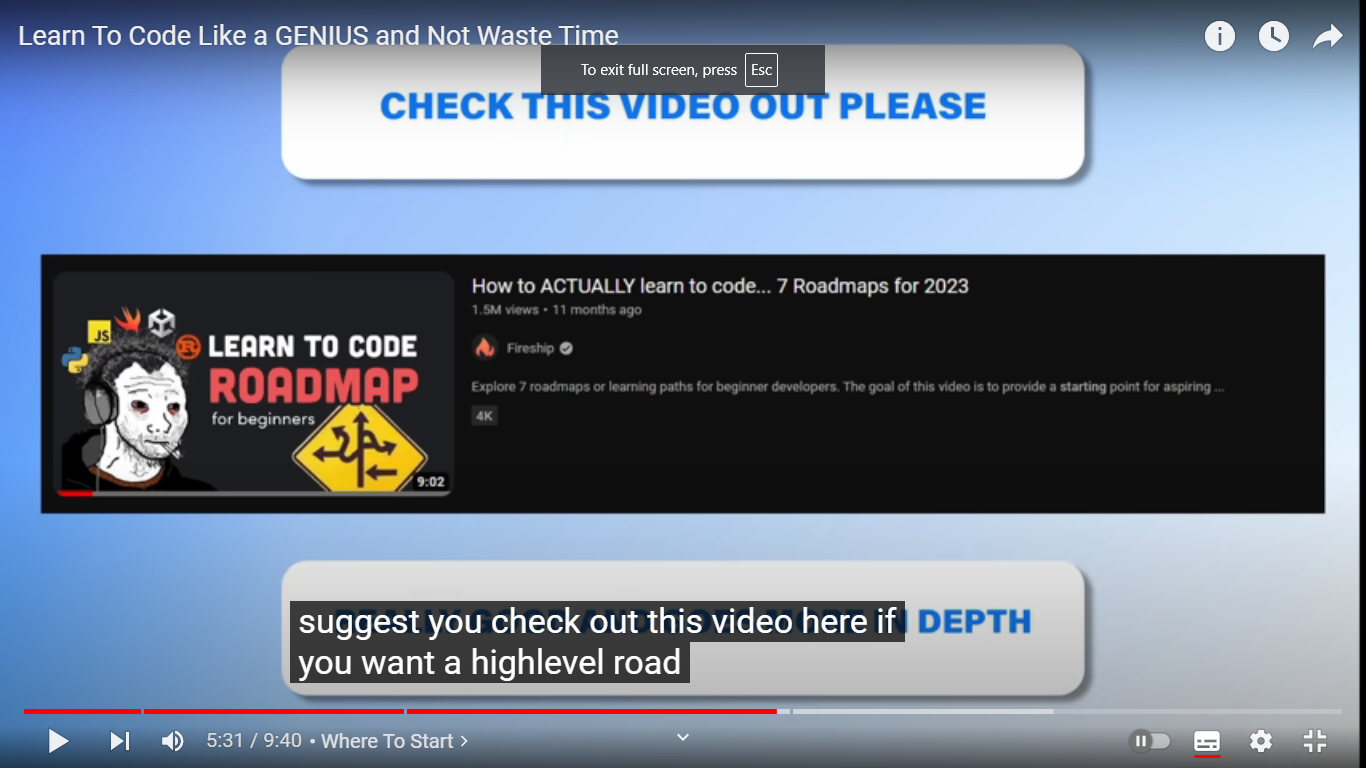 Learn To Code Like a GENIUS and Not Waste Time
To exit full screen, press Esc
CHECK THIS VIDEO OUT PLEASE
How to ACTUALLY learn to code... 7 Roadmaps for 2023
1.5M views • 11 months ago
Fireship
Explore 7 roadmaps or learning paths for beginner developers. The goal of this video is to provide a starting point for aspiring ...
4K
JS
LEARN TO CODE
ROADMAP
for beginners
9:02
DEPTH
suggest you check out this video here if
you want a highlevel road
5:31 / 9:40 • Where To Start >